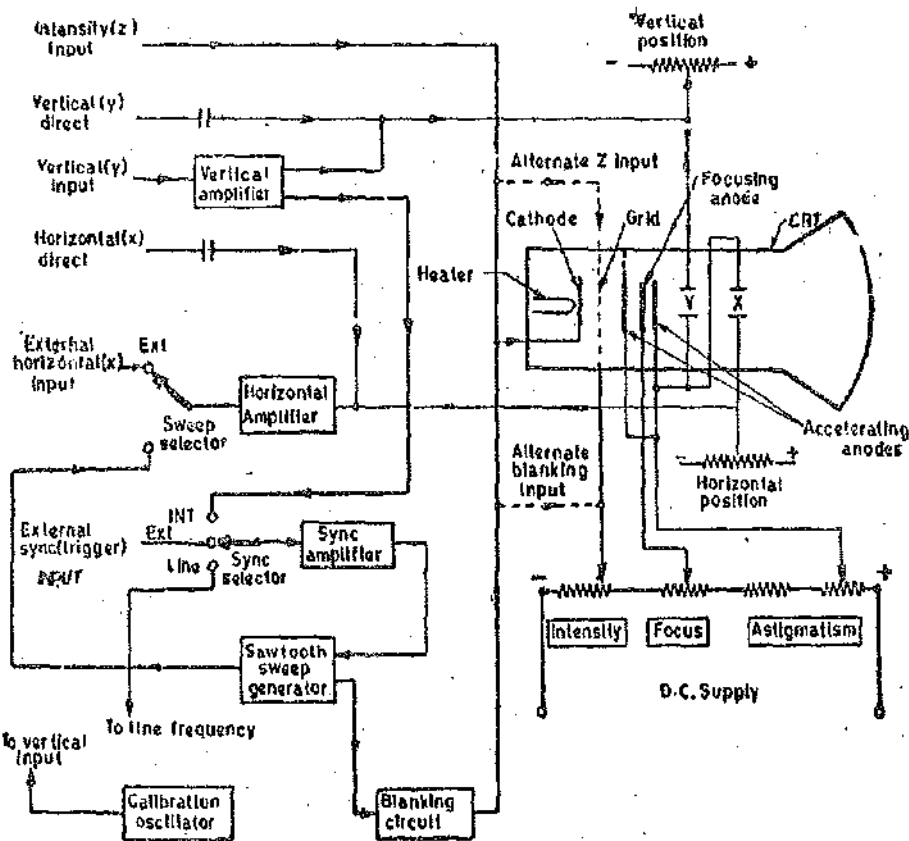 Intensity(z)
Input
Vertical(y)
direct
Vertical(y)
Input
Vertical
amplifier
Horizontal(x)
direct
External
horizontal(x)
Input
Ext
Sweep
selector
Horizontal
Amplifier
Vertical
position
- +
Alternate Z input
Focusing
anode
Cathode
Grid
CRT
Heater
Y
X
Accelerating
anodes
Alternate
blanking
input
- +
Horizontal
position
INT
Ext
External
sync(trigger)
INPUT
Line
Sync
selector
Sync
amplifier
- +
Intensity
Focus
Astigmatism
D.C. Supply
Sawtooth
sweep
generator
To line frequency
To vertical
input
Calibration
oscillator
Blanking
circuit